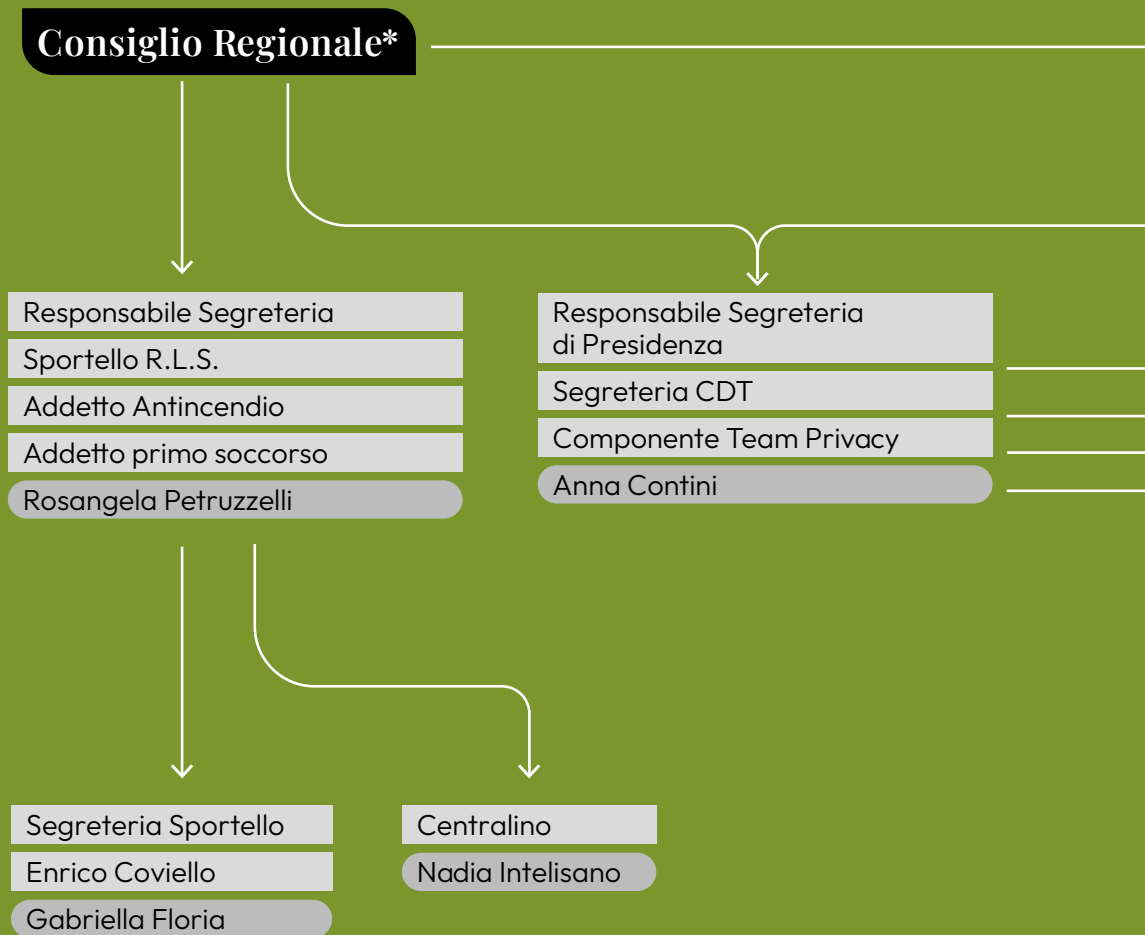 Consiglio Regionale*
Responsabile Segreteria
Sportello R.L.S.
Addetto Antincendio
Addetto primo soccorso
Rosangela Petruzzelli
Responsabile Segreteria
di Presidenza
Segreteria CDT
Componente Team Privacy
Anna Contini
Segreteria Sportello
Enrico Coviello
Gabriella Floria
Centralino
Nadia Intelisano